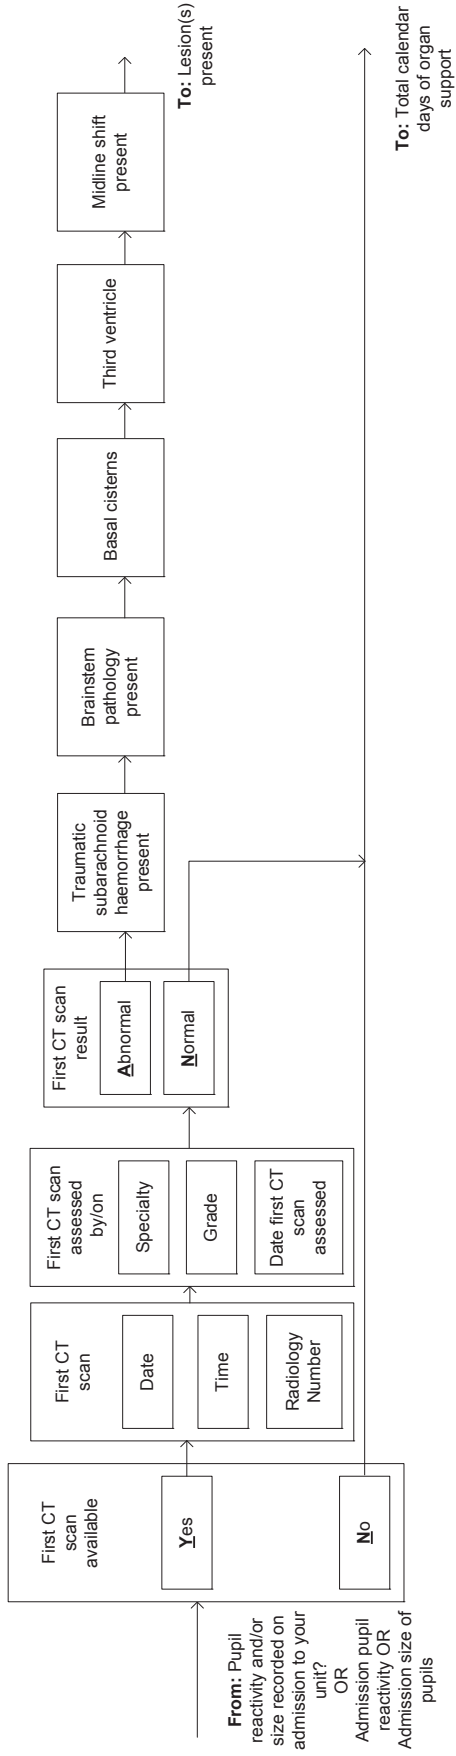 From: Pupil
reactivity and/or
size recorded on
admission to your
unit?
OR
Admission pupil
reactivity OR
Admission size of
pupils
First CT
scan
available
Yes
No
First CT
scan
Date
Time
Radiology
Number
First CT scan
assessed
by/on
Specialty
Grade
Date first CT
scan
assessed
First CT scan
result
Abnormal
Normal
Traumatic
subarachnoid
haemorrhage
present
Brainstem
pathology
present
Basal cisterns
Third ventricle
Midline shift
present
To: Lesion(s)
present
To: Total calendar
days of organ
support